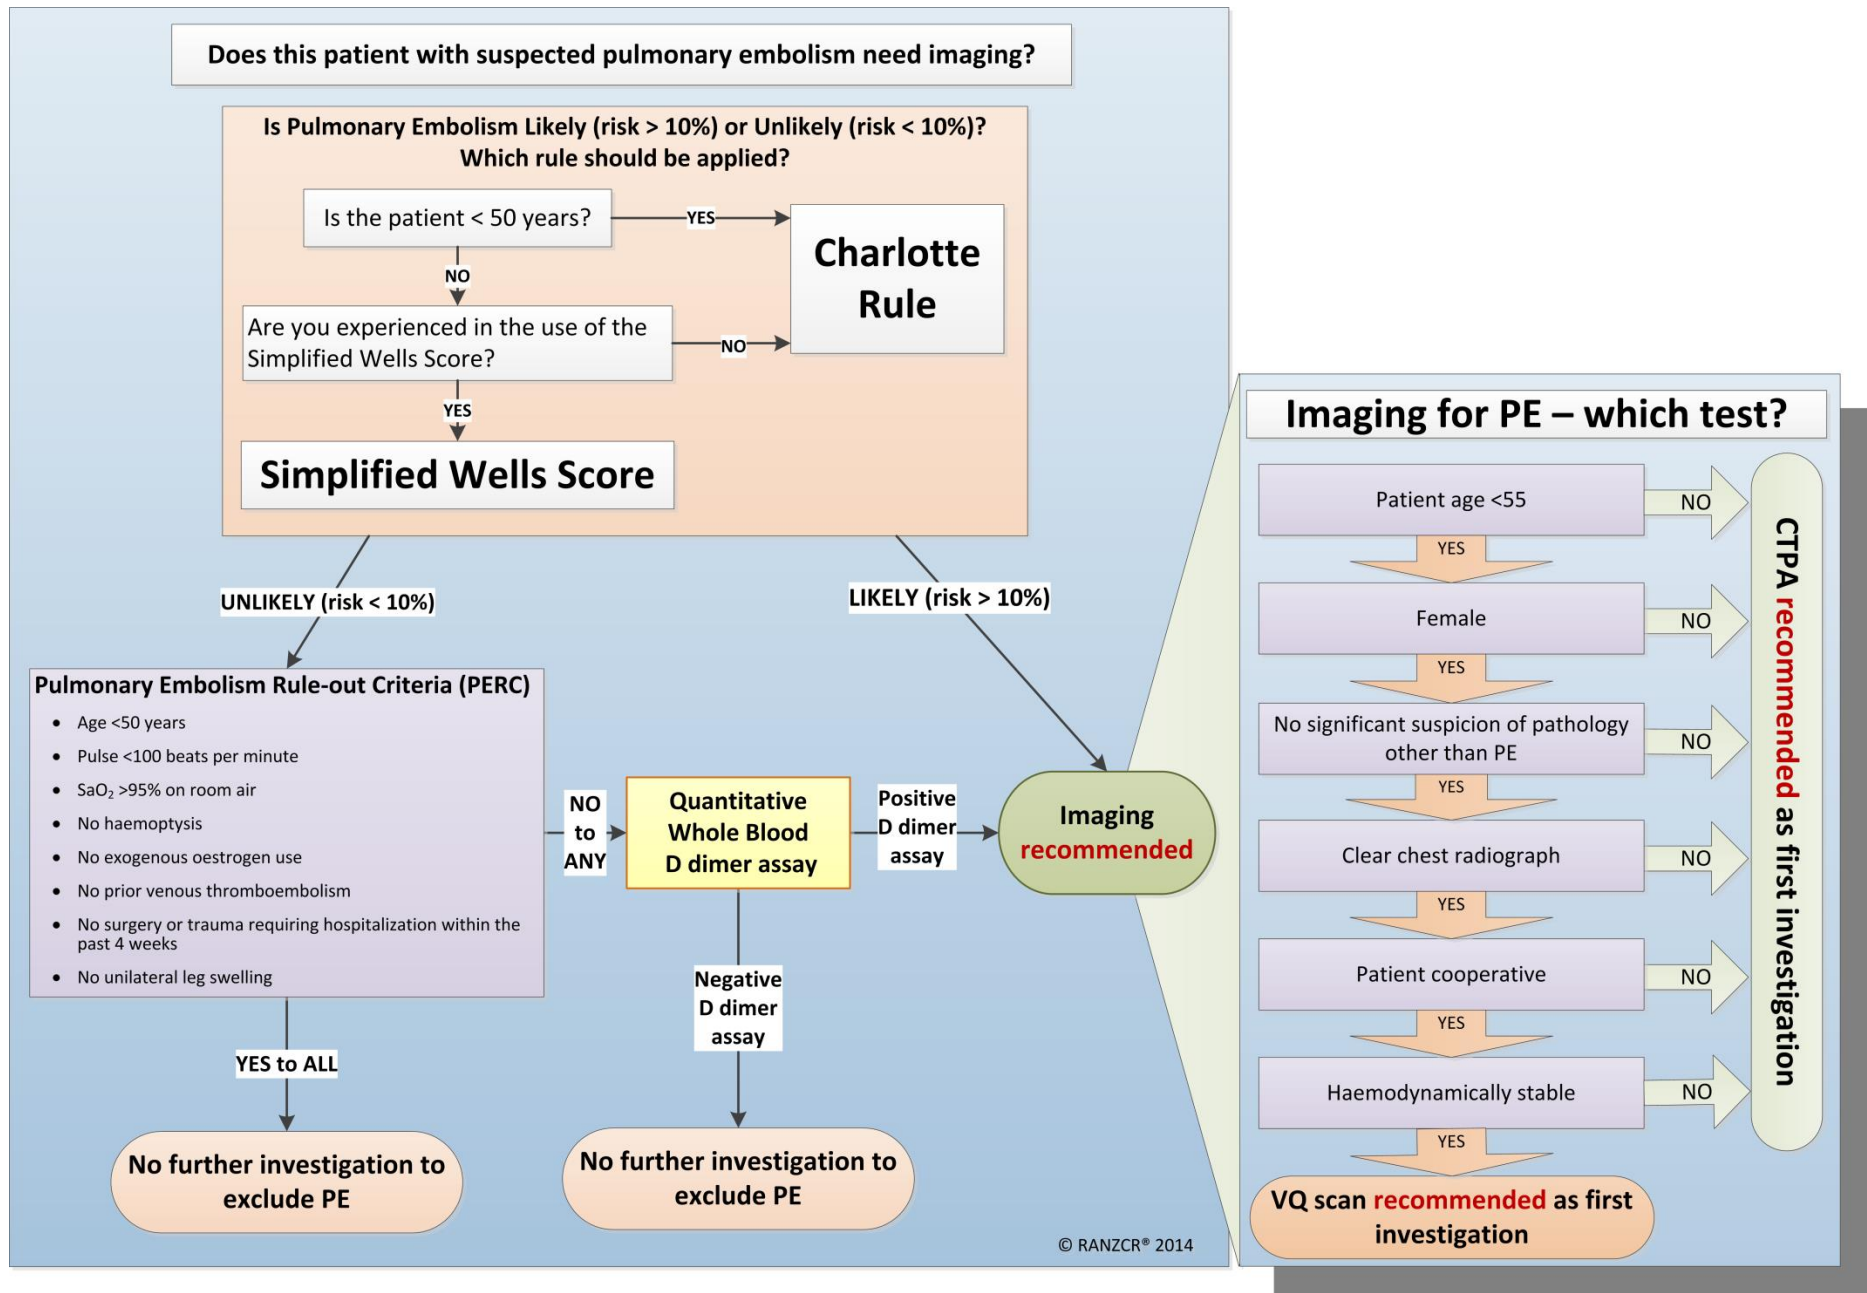 Does this patient with suspected pulmonary embolism need imaging?
Is Pulmonary Embolism Likely (risk > 10%) or Unlikely (risk < 10%)?
Which rule should be applied?
Is the patient < 50 years?
YES
Charlotte
Rule
NO
Are you experienced in the use of the
Simplified Wells Score?
NO
YES
Simplified Wells Score
UNLIKELY (risk < 10%)
LIKELY (risk > 10%)
Pulmonary Embolism Rule-out Criteria (PERC)
• Age <50 years
• Pulse <100 beats per minute
• SaO₂ >95% on room air
• No haemoptysis
• No exogenous oestrogen use
• No prior venous thromboembolism
• No surgery or trauma requiring hospitalization within the
past 4 weeks
• No unilateral leg swelling
NO
to
ANY
Quantitative
Whole Blood
D dimer assay
Positive
D dimer
assay
Imaging
recommended
Negative
D dimer
assay
YES to ALL
No further investigation to
exclude PE
No further investigation to
exclude PE
© RANZCR® 2014
Imaging for PE – which test?
Patient age <55
NO
YES
Female
NO
YES
No significant suspicion of pathology
other than PE
NO
YES
Clear chest radiograph
NO
YES
Patient cooperative
NO
YES
Haemodynamically stable
NO
YES
VQ scan recommended as first
investigation
CTPA recommended as first investigation